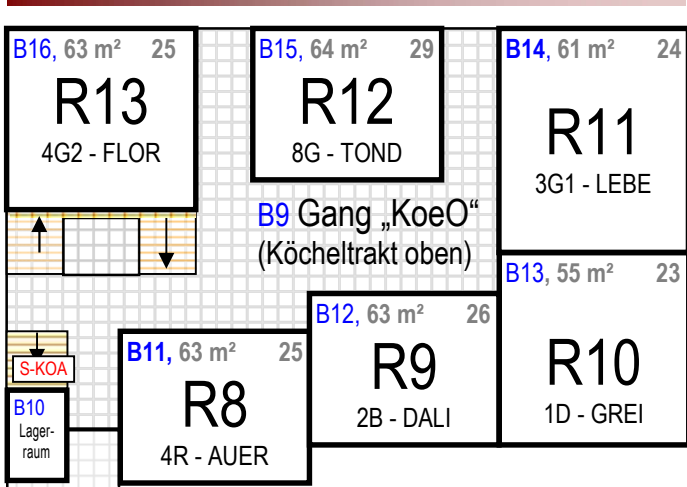 B16, 63 m² 25
R13
4G2 - FLOR
B15, 64 m² 29
R12
8G - TOND
B14, 61 m² 24
R11
3G1 - LEBE
B9 Gang „KoeO“
(Köcheltrakt oben)
B13, 55 m² 23
R10
1D - GREI
B12, 63 m² 26
R9
2B - DALI
B11, 63 m² 25
R8
4R - AUER
S-KOA
B10
Lager-
raum